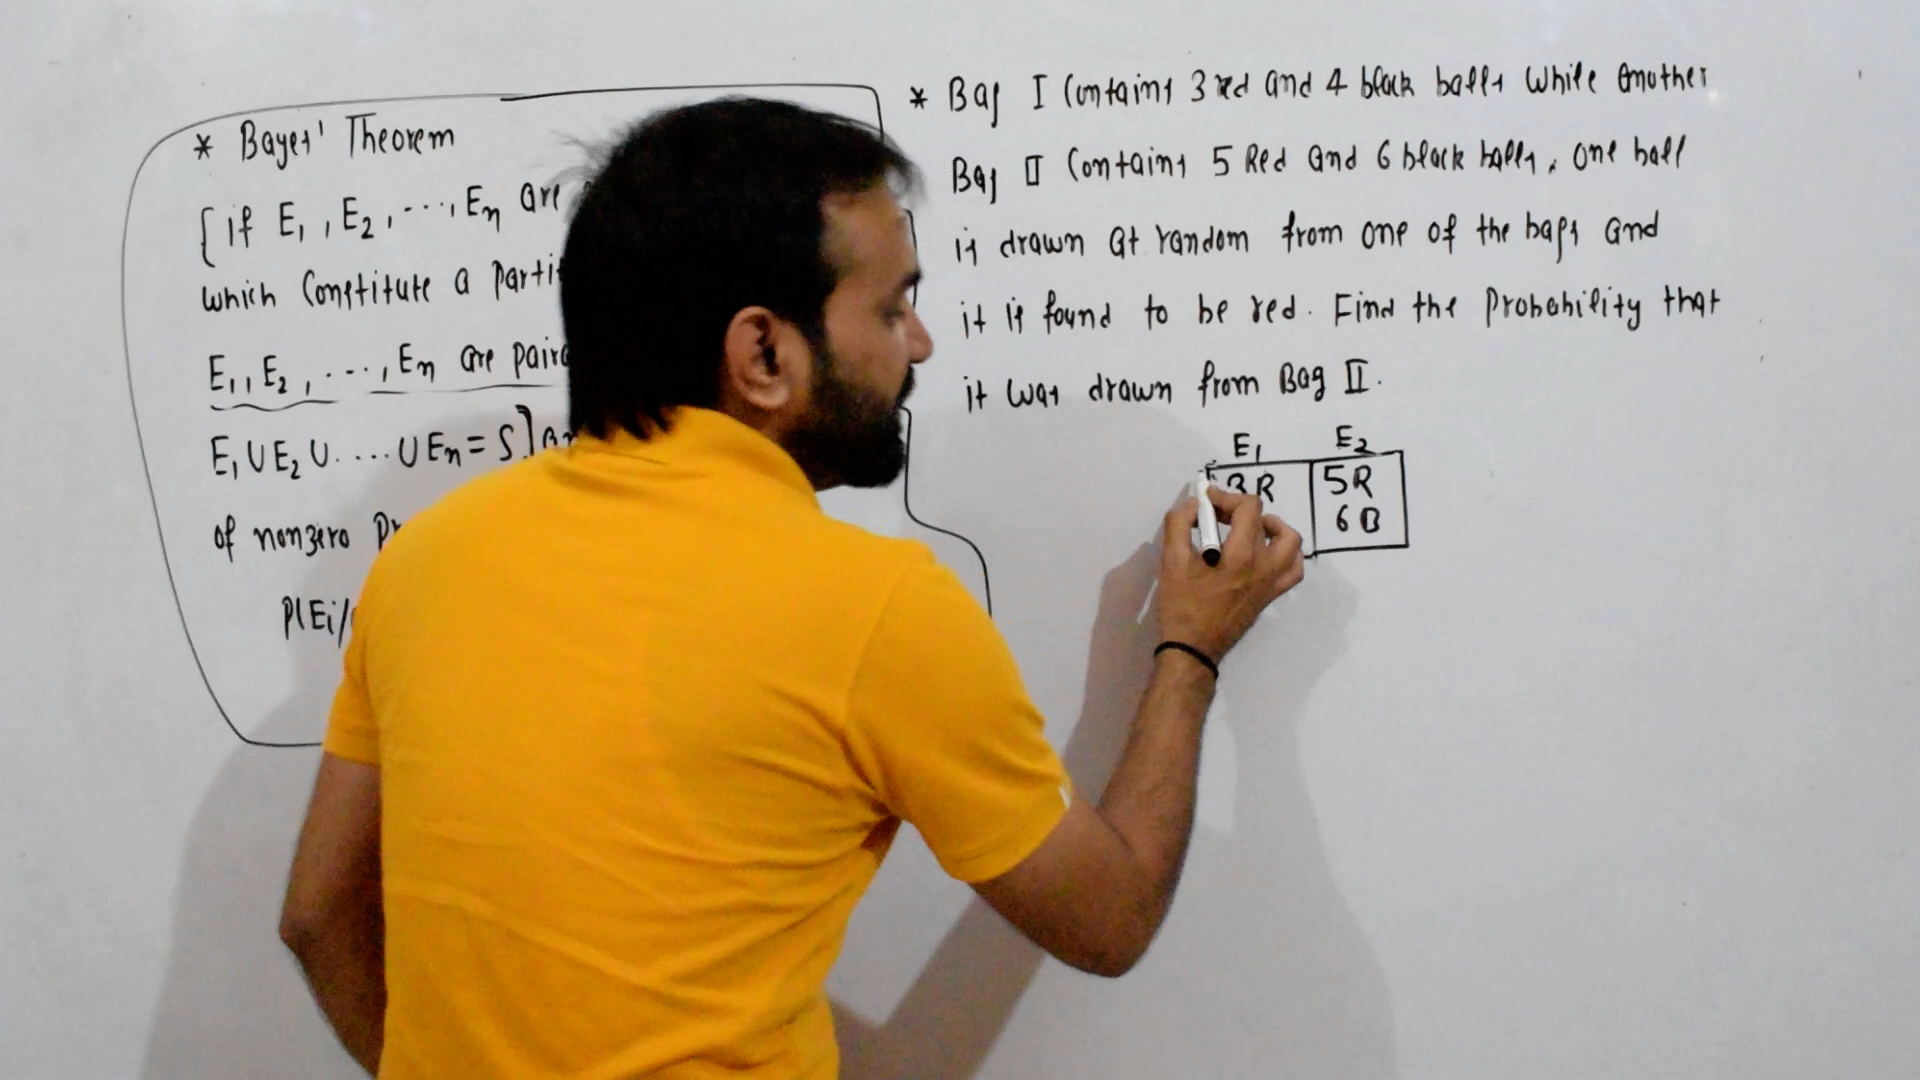 * Bayes' Theorem
[if E1, E2, ..., En are
which Constitute a Parti
E1, E2, ..., En are pair
E1 U E2 U .... U En = S]
of nonzero Pr
P(Ei/
* Bag I Contains 3 red and 4 black balls while another
Bag II Contains 5 Red and 6 black balls. One ball
is drawn at random from one of the bags and
it is found to be red. Find the Probability that
it was drawn from Bag II.
E1 E2
3R 5R
6B